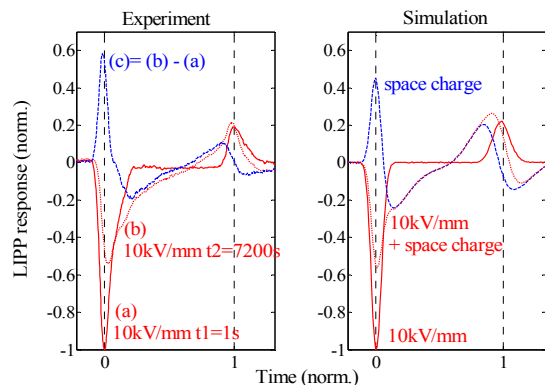 Experiment
Simulation
LIPP response (norm.)
0.6
0.4
0.2
0
-0.2
-0.4
-0.6
-0.8
-1
(c)= (b) - (a)
(b)
10kV/mm t2=7200s
(a)
10kV/mm t1=1s
0
1
0.6
0.4
0.2
0
-0.2
-0.4
-0.6
-0.8
-1
space charge
10kV/mm
+ space charge
10kV/mm
0
1
Time (norm.)